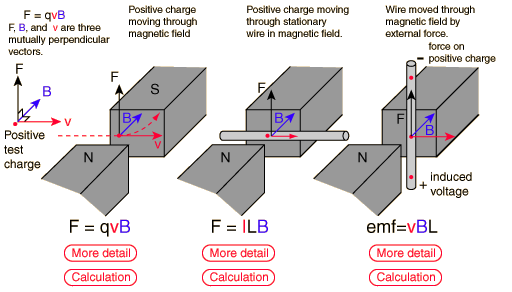 F = qvB
F, B, and v are three
mutually perpendicular
vectors.
F
B
v
Positive
test
charge
Positive charge
moving through
magnetic field
F
S
B
v
N
F = qvB
More detail
Calculation
Positive charge moving
through stationary
wire in magnetic field.
F
B
N
F = ILB
More detail
Calculation
Wire moved through
magnetic field by
external force.
-
force on
positive charge
F
B
N
+
induced
voltage
emf=vBL
More detail
Calculation